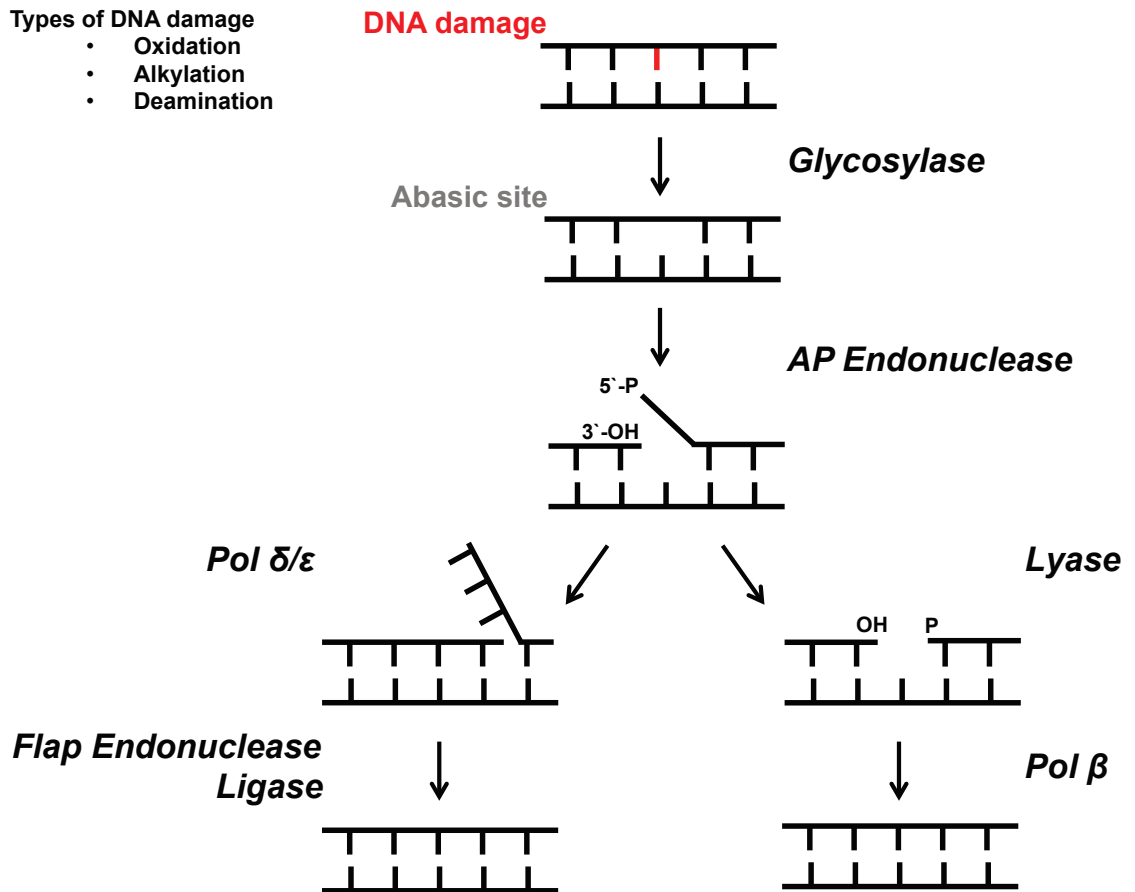 Types of DNA damage
• Oxidation
• Alkylation
• Deamination
DNA damage
Glycosylase
Abasic site
AP Endonuclease
5`-P
3`-OH
Pol δ/ε
Lyase
OH
P
Flap Endonuclease
Ligase
Pol β